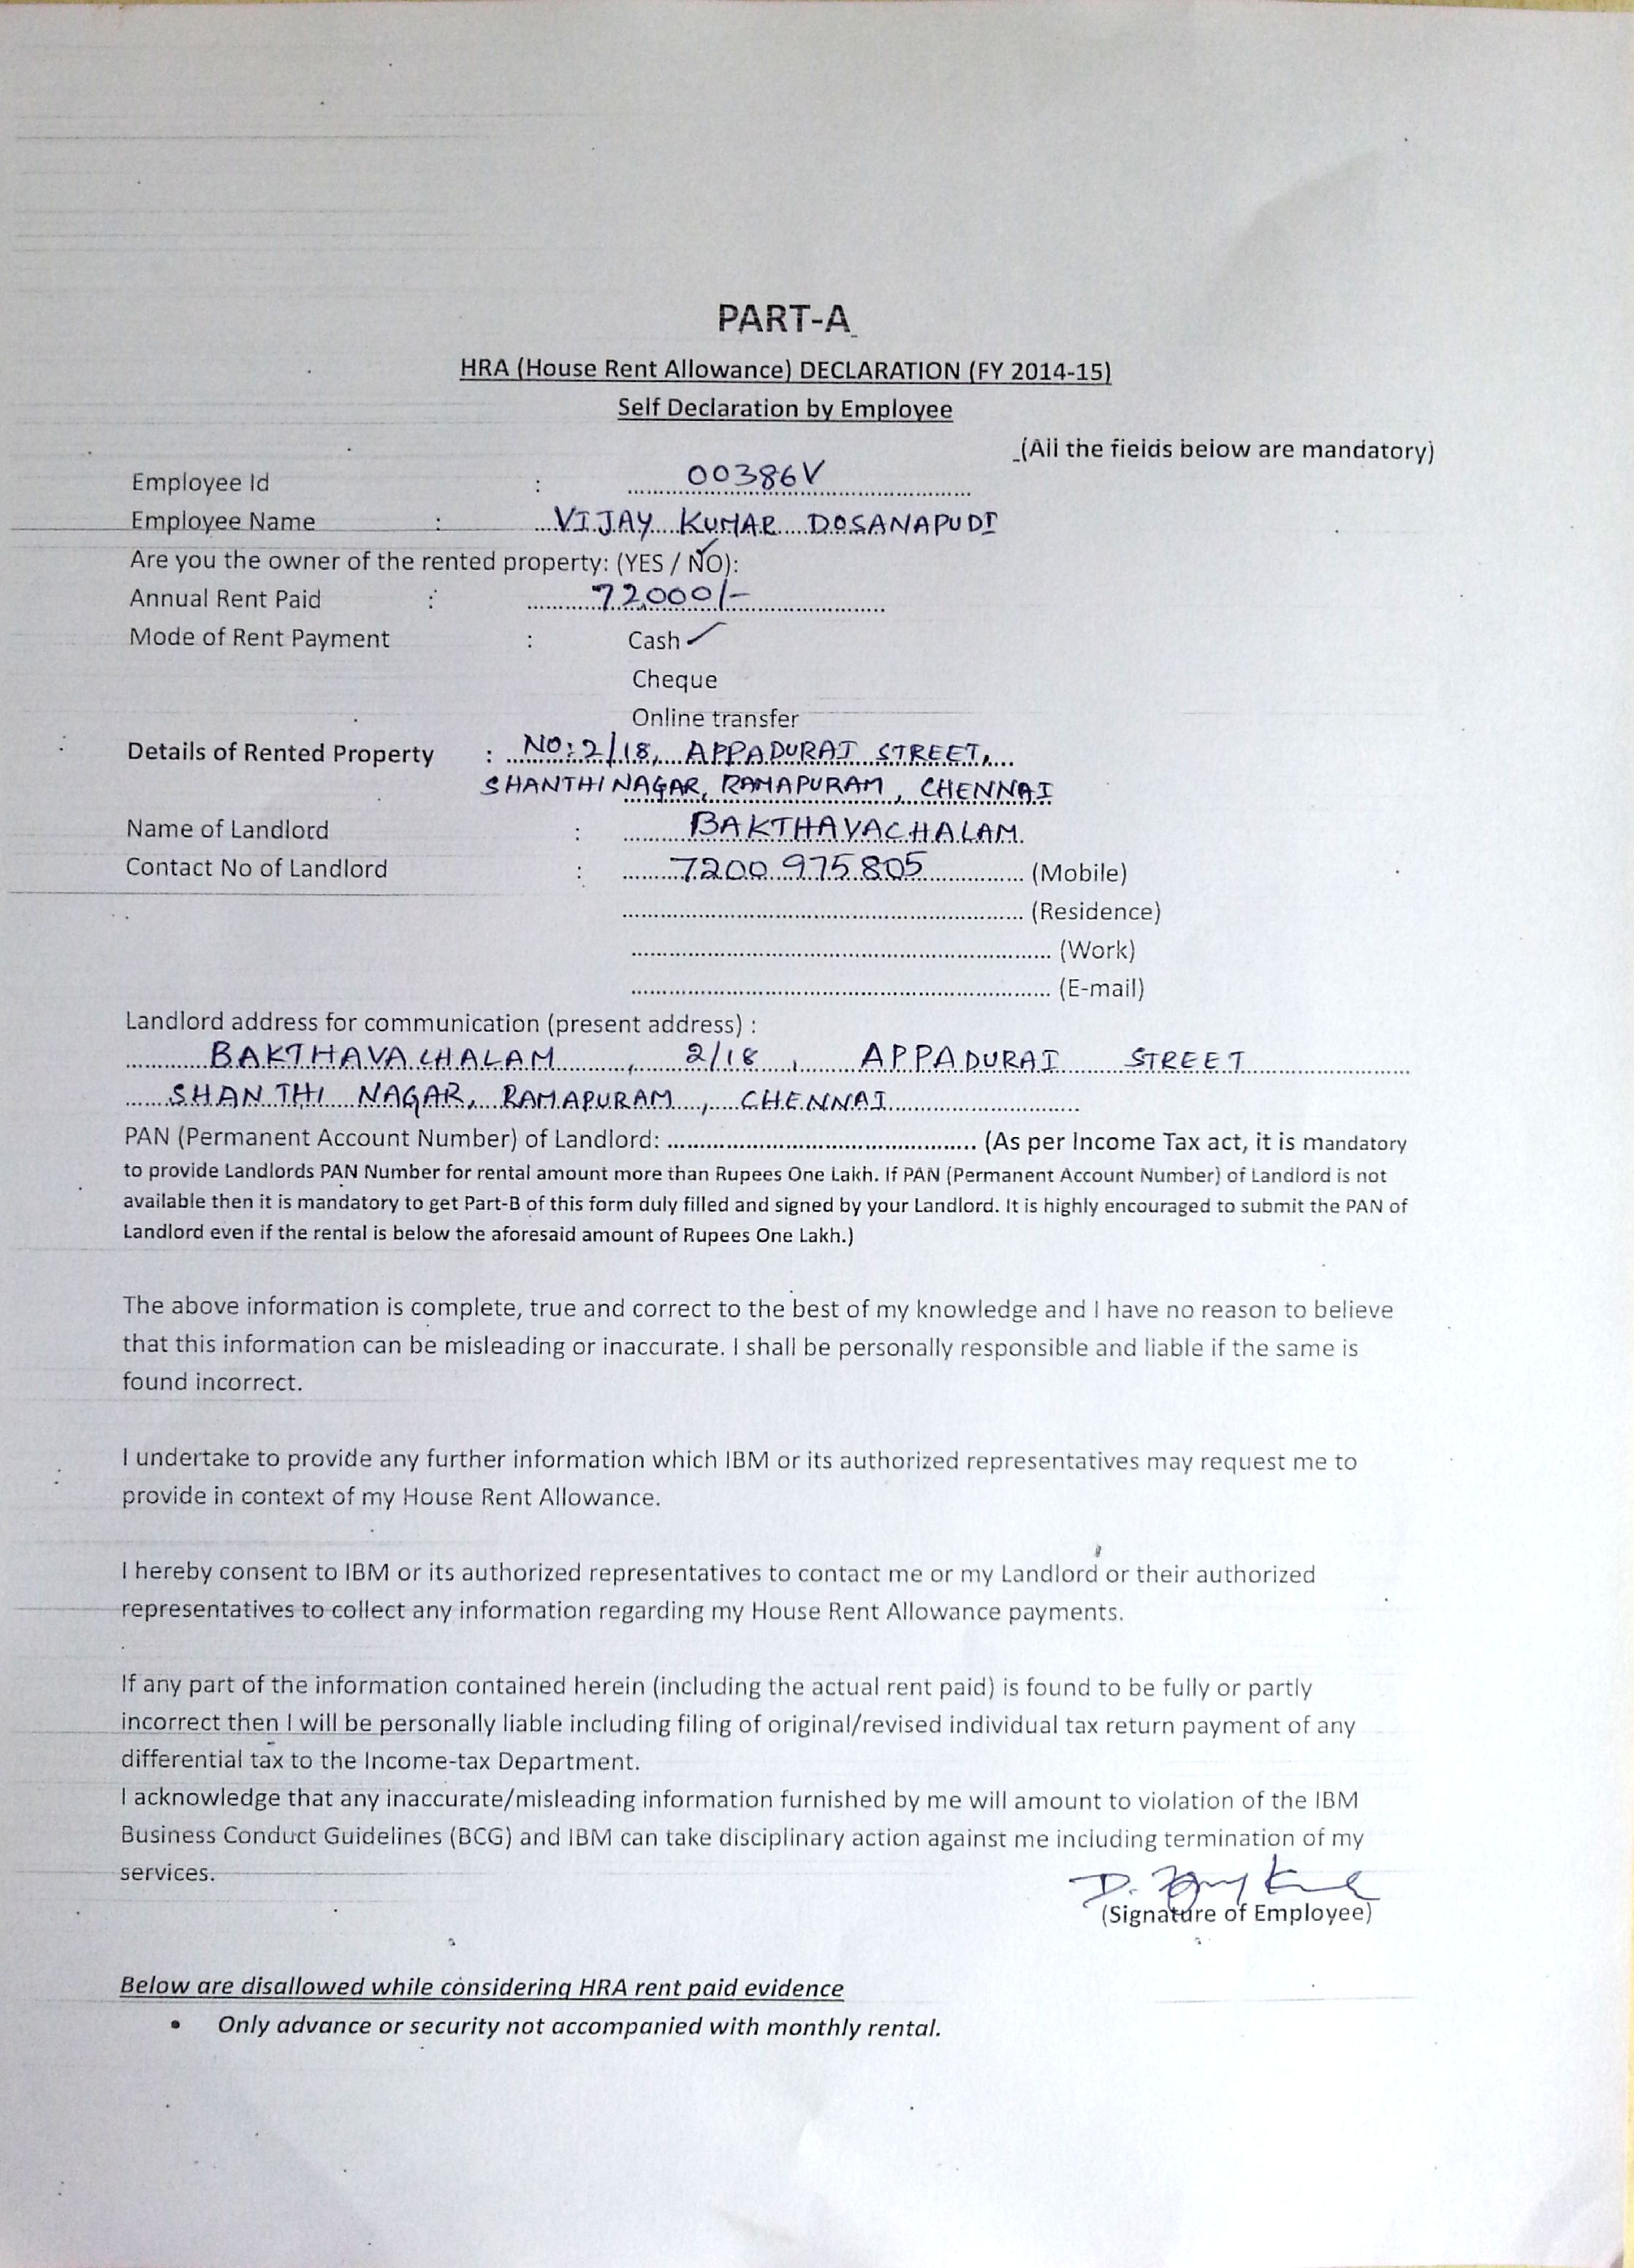 PART-A
HRA (House Rent Allowance) DECLARATION (FY 2014-15)
Self Declaration by Employee
(All the fields below are mandatory)
Employee Id : 00386V
Employee Name : VIJAY KUMAR DOSANAPUDI
Are you the owner of the rented property: (YES / NO):
Annual Rent Paid : 72,000/-
Mode of Rent Payment : Cash ✓
Cheque
Online transfer
Details of Rented Property : NO:2/18, APPADURAI STREET,
SHANTHI NAGAR, RAMAPURAM, CHENNAI
Name of Landlord : BAKTHAVACHALAM.
Contact No of Landlord : 7200 975805 (Mobile)
(Residence)
(Work)
(E-mail)
Landlord address for communication (present address) :
BAKTHAVACHALAM, 2/18, APPADURAI STREET
SHANTHI NAGAR, RAMAPURAM, CHENNAI
PAN (Permanent Account Number) of Landlord: .......... (As per Income Tax act, it is mandatory
to provide Landlords PAN Number for rental amount more than Rupees One Lakh. If PAN (Permanent Account Number) of Landlord is not
available then it is mandatory to get Part-B of this form duly filled and signed by your Landlord. It is highly encouraged to submit the PAN of
Landlord even if the rental is below the aforesaid amount of Rupees One Lakh.)
The above information is complete, true and correct to the best of my knowledge and I have no reason to believe
that this information can be misleading or inaccurate. I shall be personally responsible and liable if the same is
found incorrect.
I undertake to provide any further information which IBM or its authorized representatives may request me to
provide in context of my House Rent Allowance.
I hereby consent to IBM or its authorized representatives to contact me or my Landlord or their authorized
representatives to collect any information regarding my House Rent Allowance payments.
If any part of the information contained herein (including the actual rent paid) is found to be fully or partly
incorrect then I will be personally liable including filing of original/revised individual tax return payment of any
differential tax to the Income-tax Department.
I acknowledge that any inaccurate/misleading information furnished by me will amount to violation of the IBM
Business Conduct Guidelines (BCG) and IBM can take disciplinary action against me including termination of my
services.
D.
(Signature of Employee)
Below are disallowed while considering HRA rent paid evidence
• Only advance or security not accompanied with monthly rental.